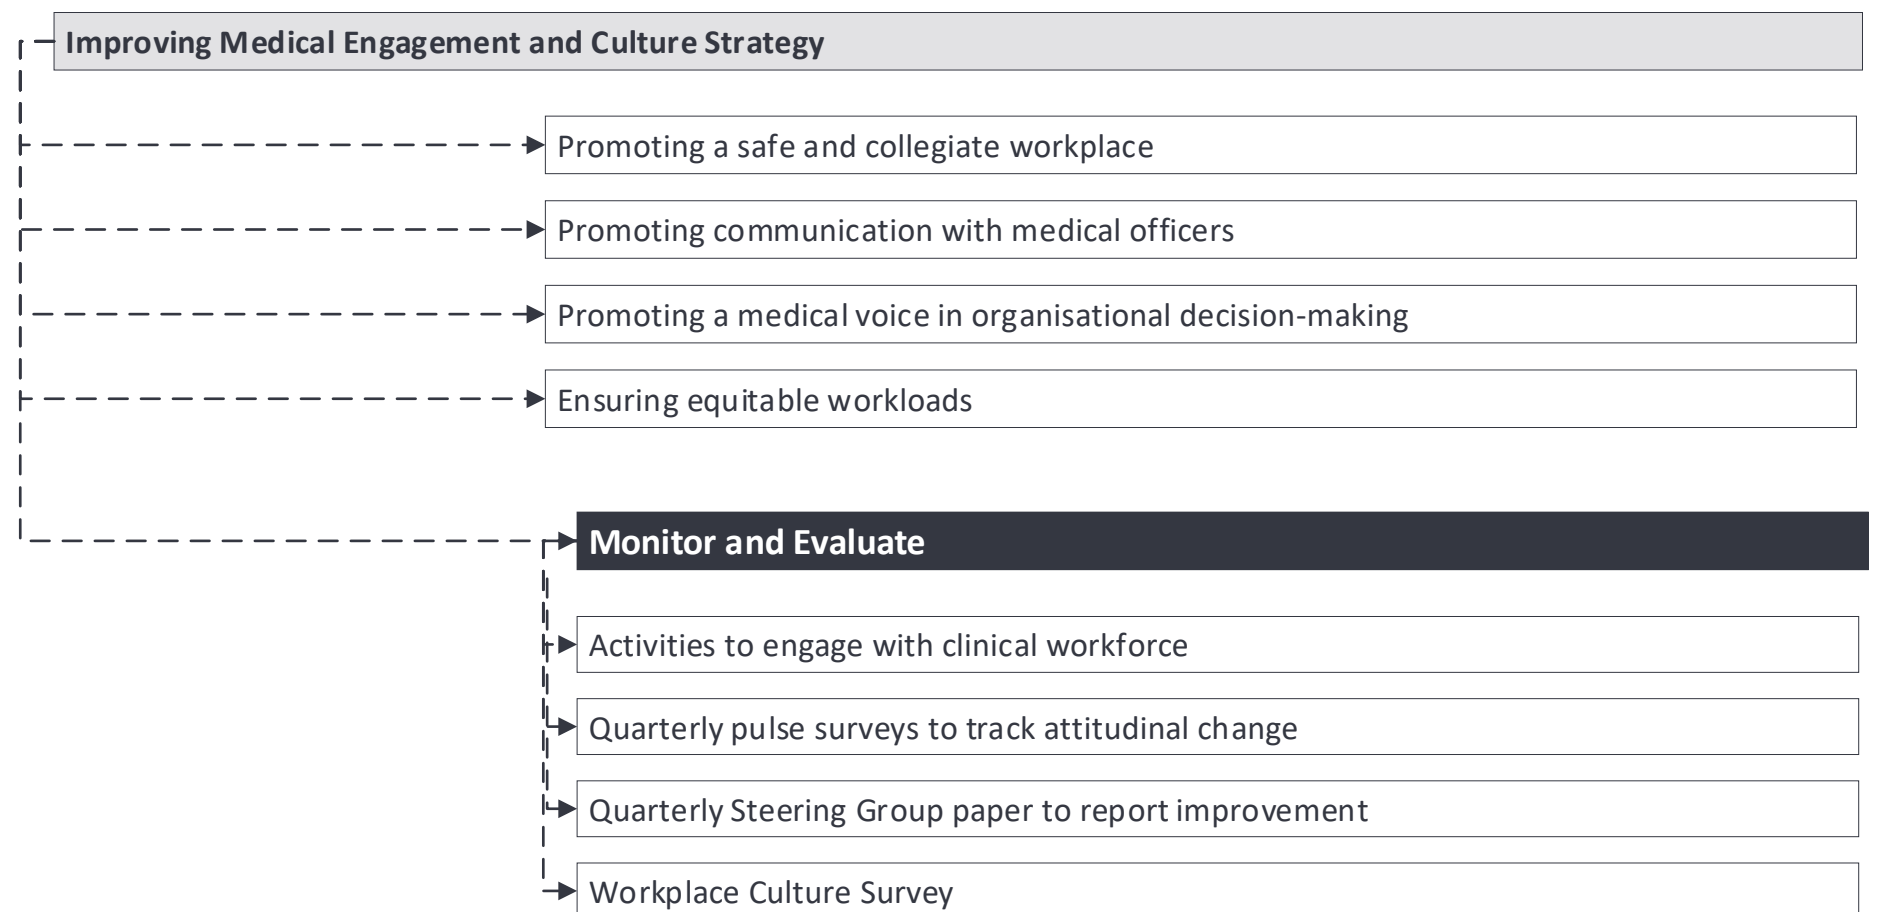 Improving Medical Engagement and Culture Strategy
Promoting a safe and collegiate workplace
Promoting communication with medical officers
Promoting a medical voice in organisational decision-making
Ensuring equitable workloads
Monitor and Evaluate
Activities to engage with clinical workforce
Quarterly pulse surveys to track attitudinal change
Quarterly Steering Group paper to report improvement
Workplace Culture Survey